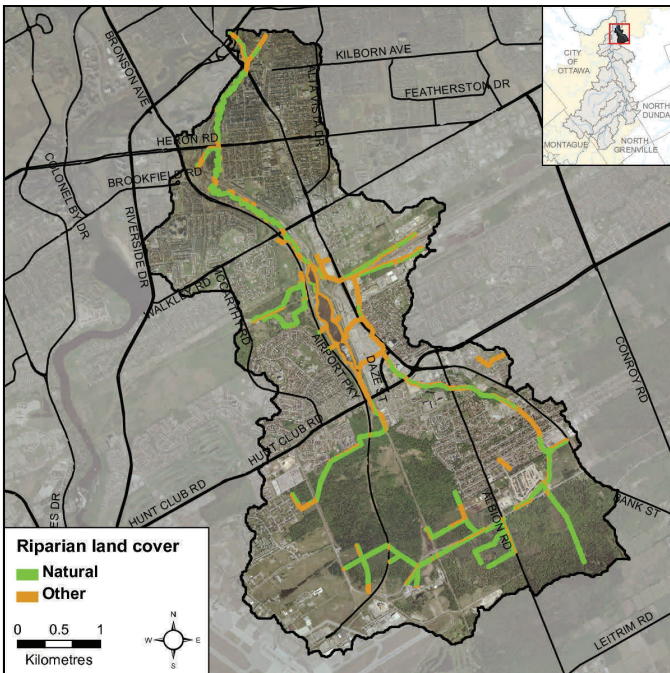 BRONSON AVE
KILBORN AVE
ALTA VISTA DR
FEATHERSTON DR
HERON RD
BROOKFIELD RD
COLONEL BY DR
RIVERSIDE DR
WALKLEY RD
MCCARTHY RD
AIRPORT PKY
DAZE ST
CONROY RD
HUNT CLUB RD
HUNT CLUB RD
ALBION RD
BANK ST
ES DR
LEITRIM RD
CITY OF
OTTAWA
NORTH
DUNDA
MONTAGUE
NORTH
GRENVILLE
Riparian land cover
Natural
Other
0 0.5 1
Kilometres
N
W E
S